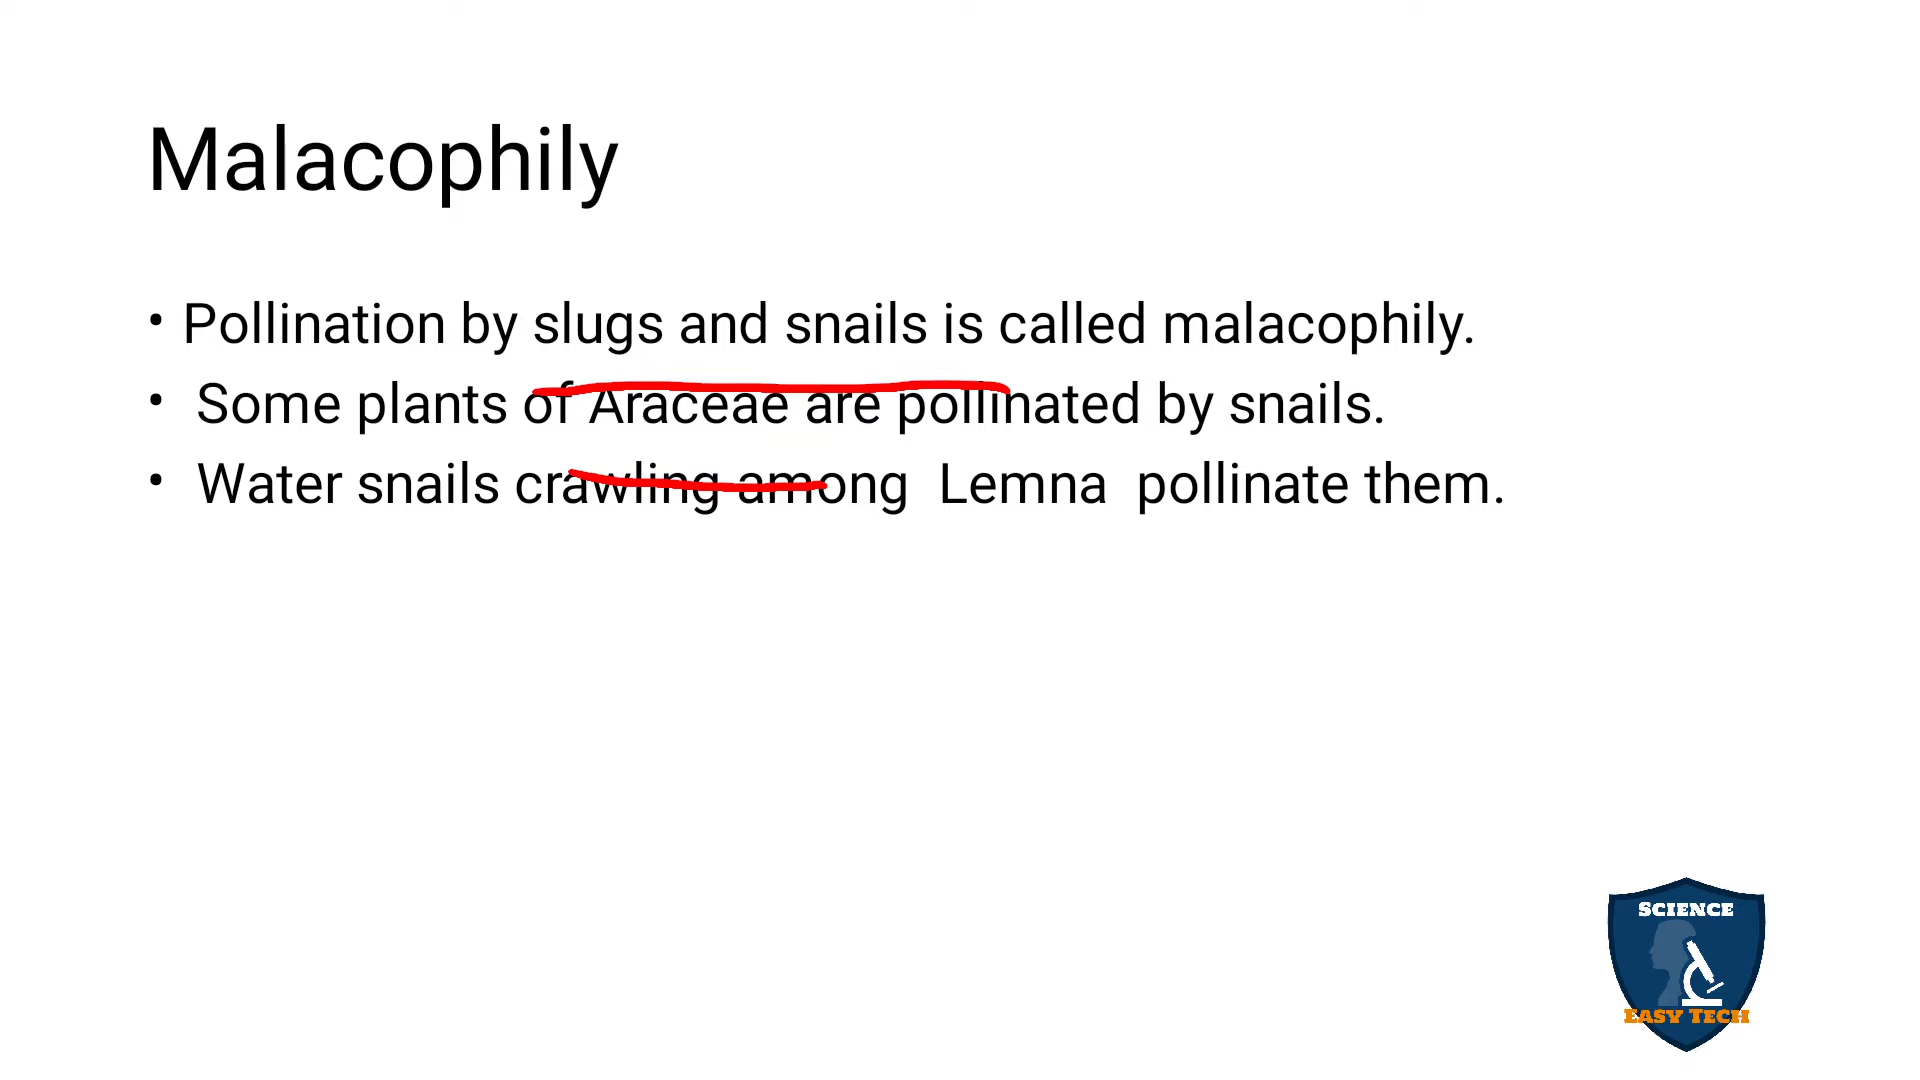 Malacophily
• Pollination by slugs and snails is called malacophily.
• Some plants of Araceae are pollinated by snails.
• Water snails crawling among Lemna pollinate them.
SCIENCE
EASY TECH